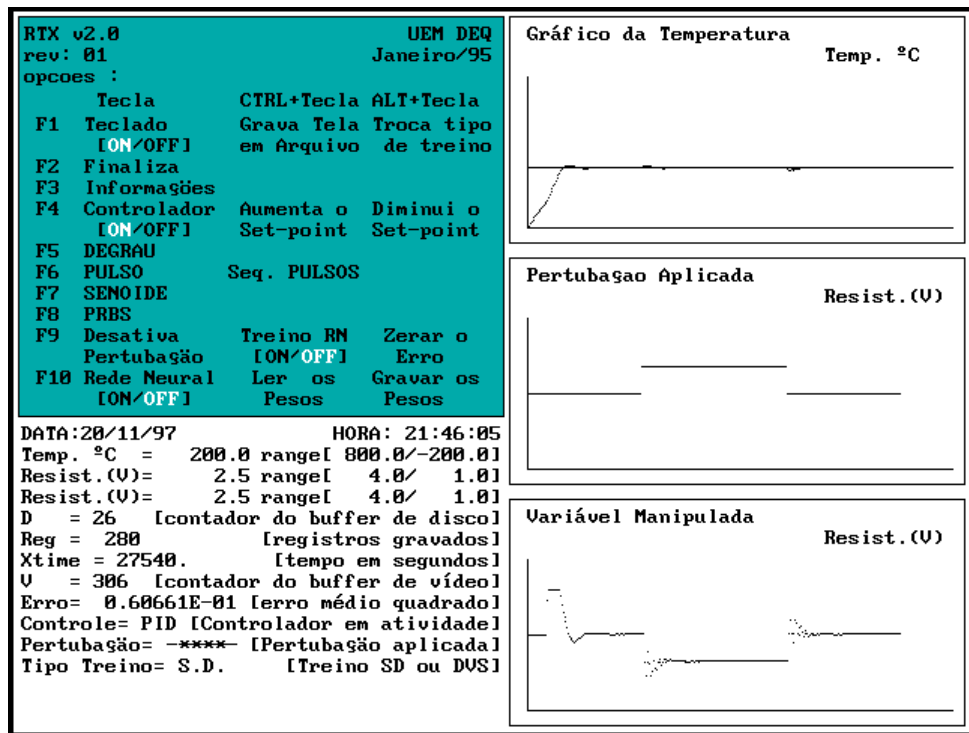 RTX v2.0 UEM DEQ
rev: 01 Janeiro/95
opcoes :
Tecla CTRL+Tecla ALT+Tecla
F1 Teclado Grava Tela Troca tipo
[ON/OFF] em Arquivo de treino
F2 Finaliza
F3 Informaşöes
F4 Controlador Aumenta o Diminui o
[ON/OFF] Set-point Set-point
F5 DEGRAU
F6 PULSO Seq. PULSOS
F7 SENOIDE
F8 PRBS
F9 Desativa Treino RN Zerar o
Pertubaşäo [ON/OFF] Erro
F10 Rede Neural Ler os Gravar os
[ON/OFF] Pesos Pesos
DATA:20/11/97 HORA: 21:46:05
Temp. ºC = 200.0 range[ 800.0/-200.0]
Resist.(V)= 2.5 range[ 4.0/ 1.0]
Resist.(V)= 2.5 range[ 4.0/ 1.0]
D = 26 [contador do buffer de disco]
Reg = 280 [registros gravados]
Xtime = 27540. [tempo em segundos]
V = 306 [contador do buffer de vídeo]
Erro= 0.60661E-01 [erro médio quadrado]
Controle= PID [Controlador em atividade]
Pertubaşäo= -****- [Pertubaşäo aplicada]
Tipo Treino= S.D. [Treino SD ou DVS]
Gráfico da Temperatura
Temp. ºC
Pertubaşao Aplicada
Resist.(V)
Variável Manipulada
Resist.(V)